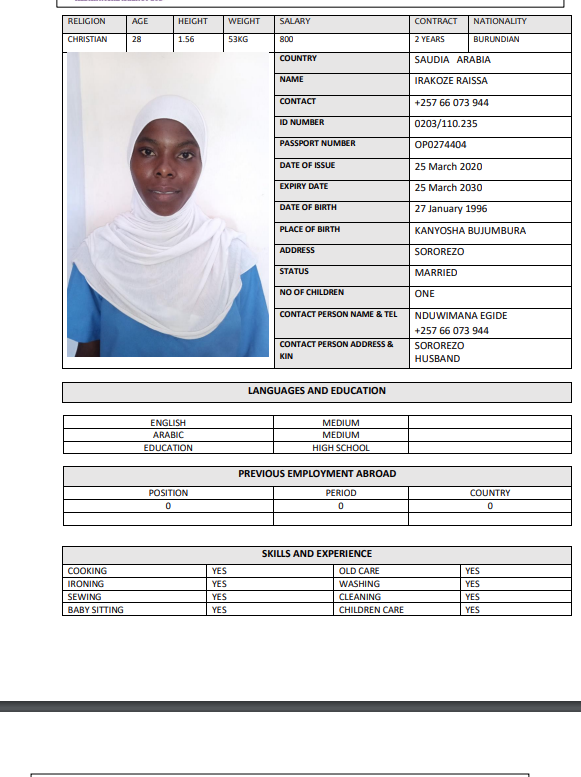 RELIGION AGE HEIGHT WEIGHT SALARY CONTRACT NATIONALITY
CHRISTIAN 28 1.56 53KG 800 2 YEARS BURUNDIAN
COUNTRY SAUDIA ARABIA
NAME IRAKOZE RAISSA
CONTACT +257 66 073 944
ID NUMBER 0203/110.235
PASSPORT NUMBER OP0274404
DATE OF ISSUE 25 March 2020
EXPIRY DATE 25 March 2030
DATE OF BIRTH 27 January 1996
PLACE OF BIRTH KANYOSHA BUJUMBURA
ADDRESS SOROREZO
STATUS MARRIED
NO OF CHILDREN ONE
CONTACT PERSON NAME & TEL NDUWIMANA EGIDE
+257 66 073 944
CONTACT PERSON ADDRESS & SOROREZO
KIN HUSBAND
LANGUAGES AND EDUCATION
ENGLISH MEDIUM
ARABIC MEDIUM
EDUCATION HIGH SCHOOL
PREVIOUS EMPLOYMENT ABROAD
POSITION PERIOD COUNTRY
0 0 0
SKILLS AND EXPERIENCE
COOKING YES OLD CARE YES
IRONING YES WASHING YES
SEWING YES CLEANING YES
BABY SITTING YES CHILDREN CARE YES